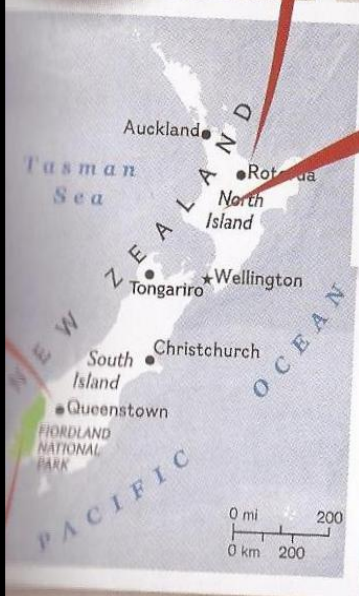 Auckland
Tasman
Sea
NEW ZEALAND
North
Island
Tongariro
Wellington
South
Island
Christchurch
Queenstown
FIORDLAND
NATIONAL
PARK
PACIFIC OCEAN
0 mi 200
0 km 200